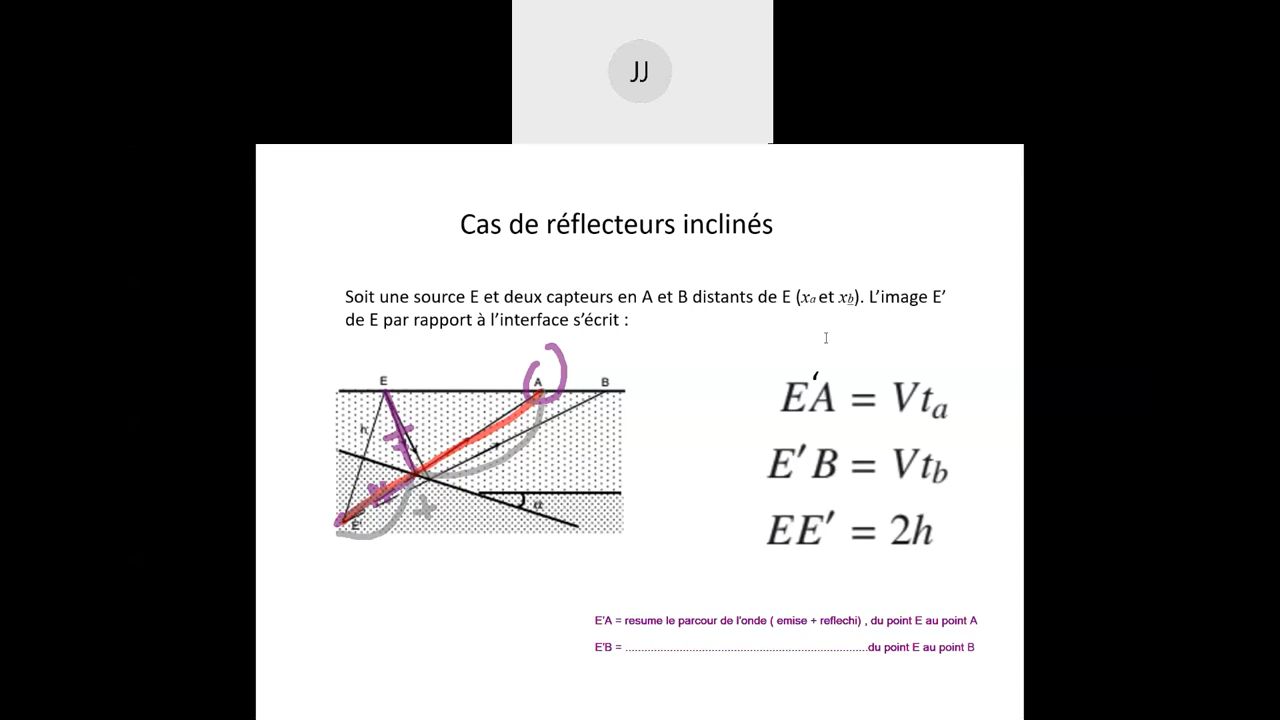 JJ
Cas de réflecteurs inclinés
Soit une source E et deux capteurs en A et B distants de E (xa et xb). L'image E'
de E par rapport à l'interface s'écrit :
E A B
h
E'
α
E'A = Vta
E'B = Vtb
EE' = 2h
E'A = resume le parcour de l'onde ( emise + reflechi) , du point E au point A
E'B = ............................................................................du point E au point B